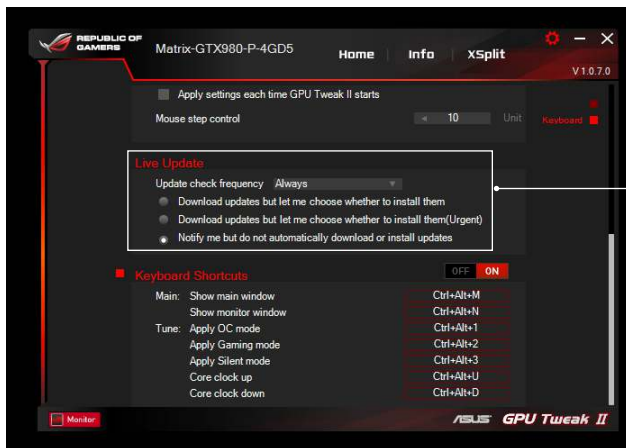 REPUBLIC OF
GAMERS
Matrix-GTX980-P-4GD5
Home
Info
XSplit
V 1.0.7.0
Apply settings each time GPU Tweak II starts
Mouse step control
10
Unit
Keyboard
Live Update
Update check frequency Always
Download updates but let me choose whether to install them
Download updates but let me choose whether to install them(Urgent)
Notify me but do not automatically download or install updates
Keyboard Shortcuts
OFF ON
Main: Show main window Ctrl+Alt+M
Show monitor window Ctrl+Alt+N
Tune: Apply OC mode Ctrl+Alt+1
Apply Gaming mode Ctrl+Alt+2
Apply Silent mode Ctrl+Alt+3
Core clock up Ctrl+Alt+U
Core clock down Ctrl+Alt+D
Monitor
ASUS GPU Tweak II